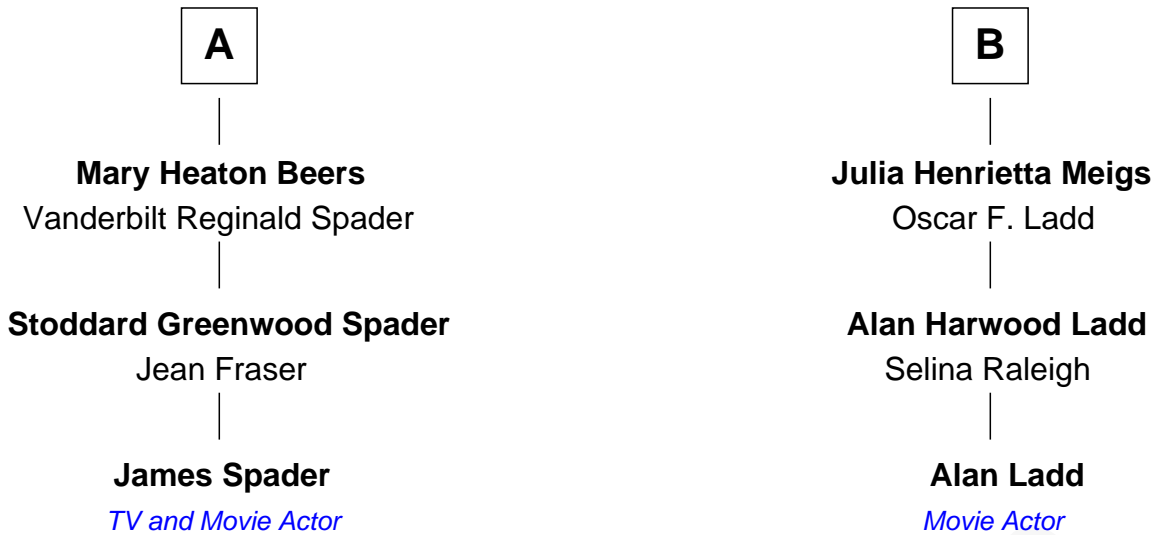 A
Mary Heaton Beers
Vanderbilt Reginald Spader
Stoddard Greenwood Spader
Jean Fraser
James Spader
TV and Movie Actor
B
Julia Henrietta Meigs
Oscar F. Ladd
Alan Harwood Ladd
Selina Raleigh
Alan Ladd
Movie Actor